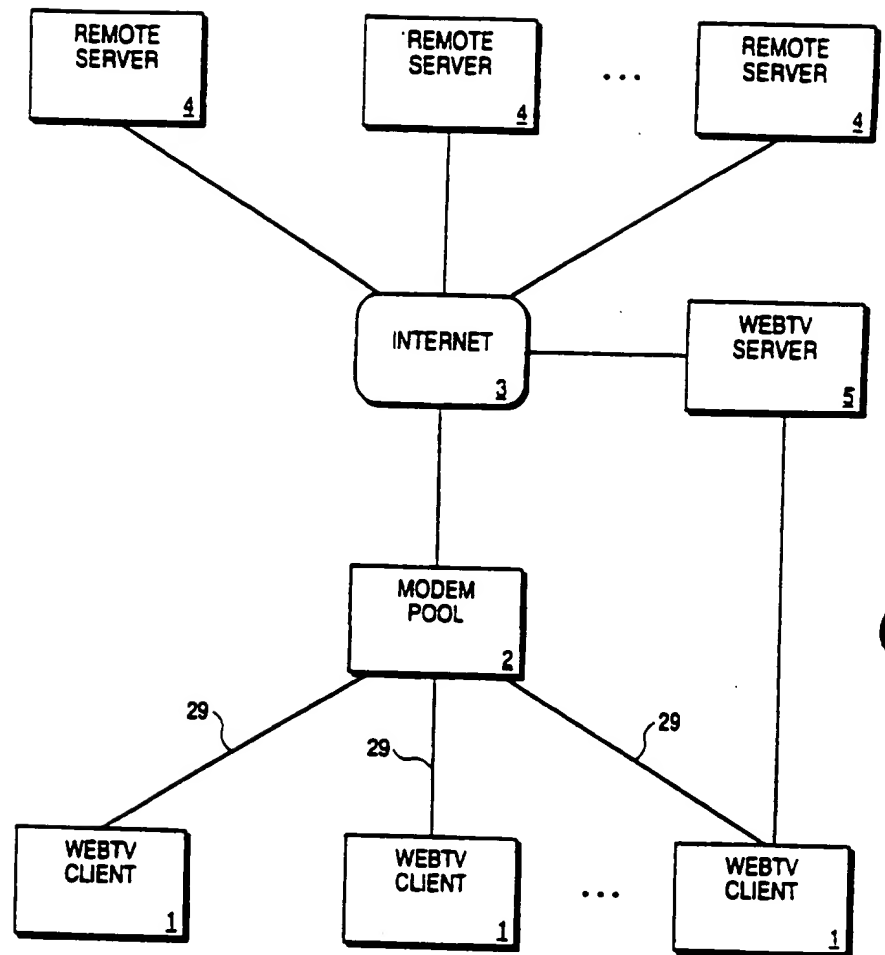 REMOTE
SERVER
4
REMOTE
SERVER
4
...
REMOTE
SERVER
4
INTERNET
3
WEBTV
SERVER
5
MODEM
POOL
2
29
29
29
WEBTV
CLIENT
1
WEBTV
CLIENT
1
...
WEBTV
CLIENT
1